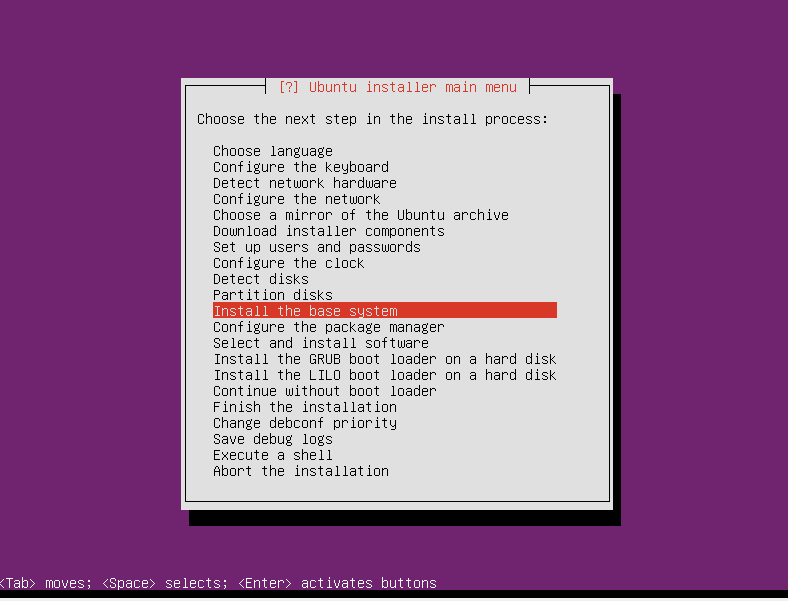 [?] Ubuntu installer main menu
Choose the next step in the install process:
Choose language
Configure the keyboard
Detect network hardware
Configure the network
Choose a mirror of the Ubuntu archive
Download installer components
Set up users and passwords
Configure the clock
Detect disks
Partition disks
Install the base system
Configure the package manager
Select and install software
Install the GRUB boot loader on a hard disk
Install the LILO boot loader on a hard disk
Continue without boot loader
Finish the installation
Change debconf priority
Save debug logs
Execute a shell
Abort the installation
<Tab> moves; <Space> selects; <Enter> activates buttons